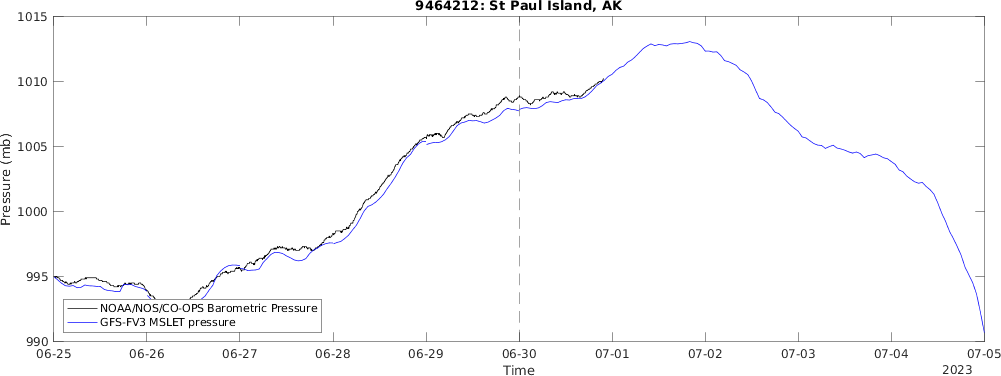 9464212: St Paul Island, AK
1015
1010
1005
1000
995
990
Pressure (mb)
NOAA/NOS/CO-OPS Barometric Pressure
GFS-FV3 MSLET pressure
06-25 06-26 06-27 06-28 06-29 06-30 07-01 07-02 07-03 07-04 07-05
Time
2023